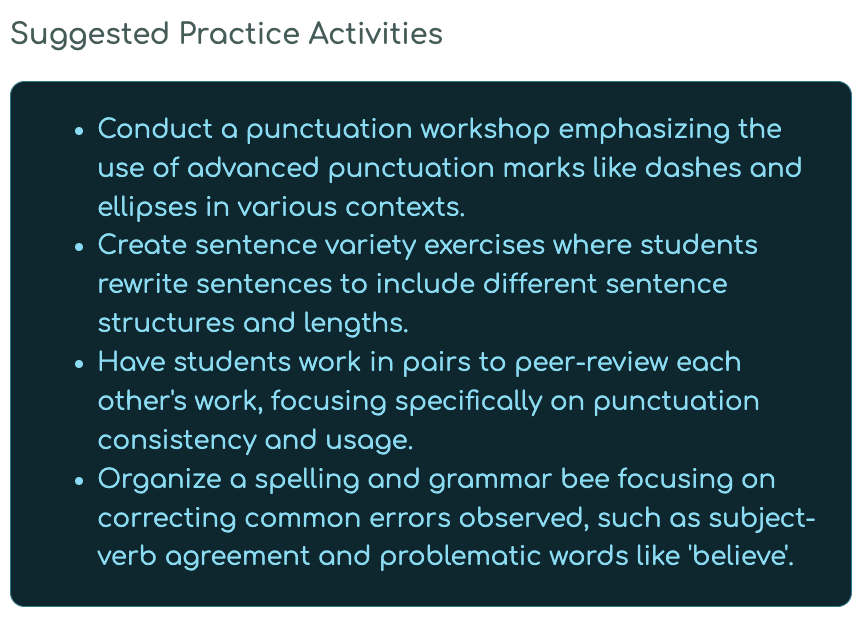 Suggested Practice Activities
• Conduct a punctuation workshop emphasizing the
use of advanced punctuation marks like dashes and
ellipses in various contexts.
• Create sentence variety exercises where students
rewrite sentences to include different sentence
structures and lengths.
• Have students work in pairs to peer-review each
other's work, focusing specifically on punctuation
consistency and usage.
• Organize a spelling and grammar bee focusing on
correcting common errors observed, such as subject-
verb agreement and problematic words like 'believe'.